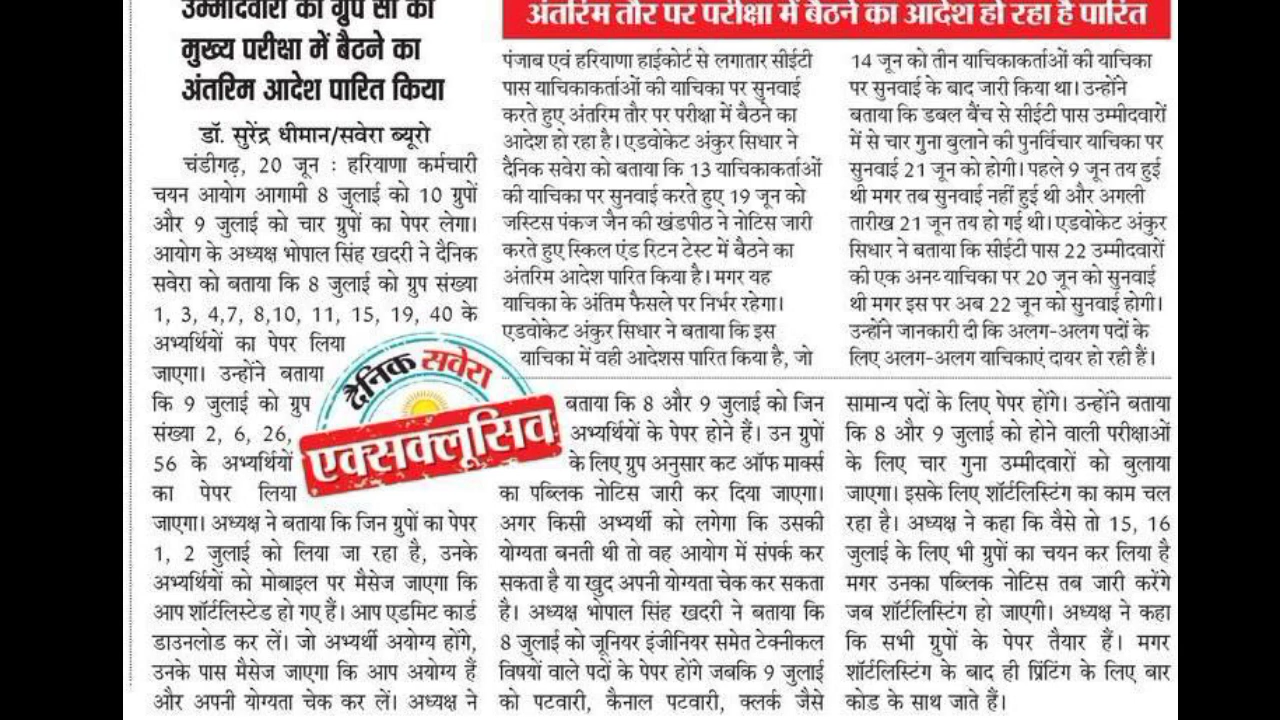 उम्मीदवारों को ग्रुप सी की
मुख्य परीक्षा में बैठने का
अंतरिम आदेश पारित किया
डॉ. सुरेंद्र धीमान/सवेरा ब्यूरो
चंडीगढ़, 20 जून : हरियाणा कर्मचारी
चयन आयोग आगामी 8 जुलाई को 10 ग्रुपों
और 9 जुलाई को चार ग्रुपों का पेपर लेगा।
आयोग के अध्यक्ष भोपाल सिंह खदरी ने दैनिक
सवेरा को बताया कि 8 जुलाई को ग्रुप संख्या
1, 3, 4,7, 8,10, 11, 15, 19, 40 के
अभ्यर्थियों का पेपर लिया
जाएगा। उन्होंने बताया
कि 9 जुलाई को ग्रुप
संख्या 2, 6, 26,
56 के अभ्यर्थियों
का पेपर लिया
जाएगा। अध्यक्ष ने बताया कि जिन ग्रुपों का पेपर
1, 2 जुलाई को लिया जा रहा है, उनके
अभ्यर्थियों को मोबाइल पर मैसेज जाएगा कि
आप शॉर्टलिस्टेड हो गए हैं। आप एडमिट कार्ड
डाउनलोड कर लें। जो अभ्यर्थी अयोग्य होंगे,
उनके पास मैसेज जाएगा कि आप अयोग्य हैं
और अपनी योग्यता चेक कर लें। अध्यक्ष ने
दैनिक सवेरा
एक्सक्लूसिव
अंतरिम तौर पर परीक्षा में बैठने का आदेश हो रहा है पारित
पंजाब एवं हरियाणा हाईकोर्ट से लगातार सीईटी
पास याचिकाकर्ताओं की याचिका पर सुनवाई
करते हुए अंतरिम तौर पर परीक्षा में बैठने का
आदेश हो रहा है। एडवोकेट अंकुर सिधार ने
दैनिक सवेरा को बताया कि 13 याचिकाकर्ताओं
की याचिका पर सुनवाई करते हुए 19 जून को
जस्टिस पंकज जैन की खंडपीठ ने नोटिस जारी
करते हुए स्किल एंड रिटन टेस्ट में बैठने का
अंतरिम आदेश पारित किया है। मगर यह
याचिका के अंतिम फैसले पर निर्भर रहेगा।
एडवोकेट अंकुर सिधार ने बताया कि इस
याचिका में वही आदेशस पारित किया है, जो
14 जून को तीन याचिकाकर्ताओं की याचिका
पर सुनवाई के बाद जारी किया था। उन्होंने
बताया कि डबल बैंच से सीईटी पास उम्मीदवारों
में से चार गुना बुलाने की पुनर्विचार याचिका पर
सुनवाई 21 जून को होगी। पहले 9 जून तय हुई
थी मगर तब सुनवाई नहीं हुई थी और अगली
तारीख 21 जून तय हो गई थी। एडवोकेट अंकुर
सिधार ने बताया कि सीईटी पास 22 उम्मीदवारों
की एक अन्य याचिका पर 20 जून को सुनवाई
थी मगर इस पर अब 22 जून को सुनवाई होगी।
उन्होंने जानकारी दी कि अलग-अलग पदों के
लिए अलग-अलग याचिकाएं दायर हो रही हैं।
बताया कि 8 और 9 जुलाई को जिन
अभ्यर्थियों के पेपर होने हैं। उन ग्रुपों
के लिए ग्रुप अनुसार कट ऑफ मार्क्स
का पब्लिक नोटिस जारी कर दिया जाएगा।
अगर किसी अभ्यर्थी को लगेगा कि उसकी
योग्यता बनती थी तो वह आयोग में संपर्क कर
सकता है या खुद अपनी योग्यता चेक कर सकता
है। अध्यक्ष भोपाल सिंह खदरी ने बताया कि
8 जुलाई को जूनियर इंजीनियर समेत टेक्नीकल
विषयों वाले पदों के पेपर होंगे जबकि 9 जुलाई
को पटवारी, कैनाल पटवारी, क्लर्क जैसे
सामान्य पदों के लिए पेपर होंगे। उन्होंने बताया
कि 8 और 9 जुलाई को होने वाली परीक्षाओं
के लिए चार गुना उम्मीदवारों को बुलाया
जाएगा। इसके लिए शॉर्टलिस्टिंग का काम चल
रहा है। अध्यक्ष ने कहा कि वैसे तो 15, 16
जुलाई के लिए भी ग्रुपों का चयन कर लिया है
मगर उनका पब्लिक नोटिस तब जारी करेंगे
जब शॉर्टलिस्टिंग हो जाएगी। अध्यक्ष ने कहा
कि सभी ग्रुपों के पेपर तैयार हैं। मगर
शॉर्टलिस्टिंग के बाद ही प्रिंटिंग के लिए बार
कोड के साथ जाते हैं।